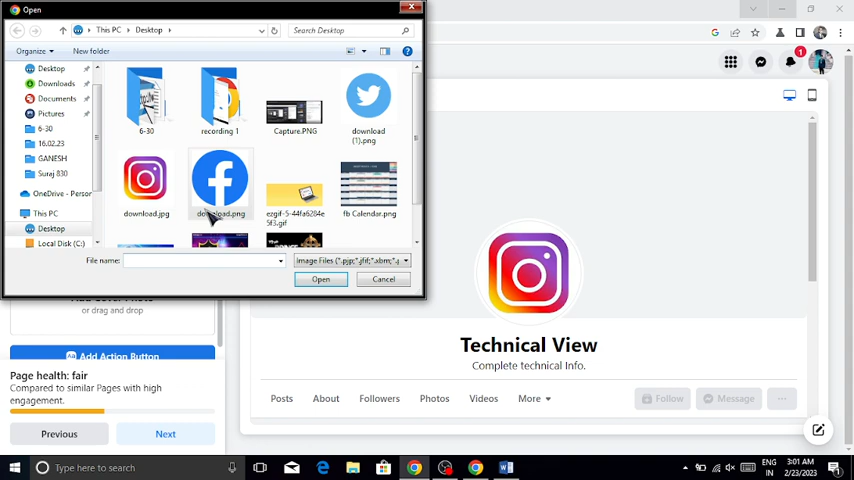 Open
This PC
Desktop
Search Desktop
Organize
New folder
Desktop
Downloads
Documents
Pictures
6-30
16.02.23
GANESH
Suraj 830
OneDrive - Person
This PC
Desktop
Local Disk (C:)
6-30
recording 1
Capture.PNG
download
(1).png
download.jpg
download.png
ezgif-5-44fa6284e
5f3.gif
fb Calendar.png
File name:
Image Files (*.pjp;*.jfif;*.xbm;*.j
Open
Cancel
1
Add Cover Photo
or drag and drop
Aa Add Action Button
Page health: fair
Compared to similar Pages with high
engagement.
Previous
Next
Technical View
Complete technical Info.
Posts
About
Followers
Photos
Videos
More
Follow
Message
Type here to search
ENG
IN
3:01 AM
2/23/2023